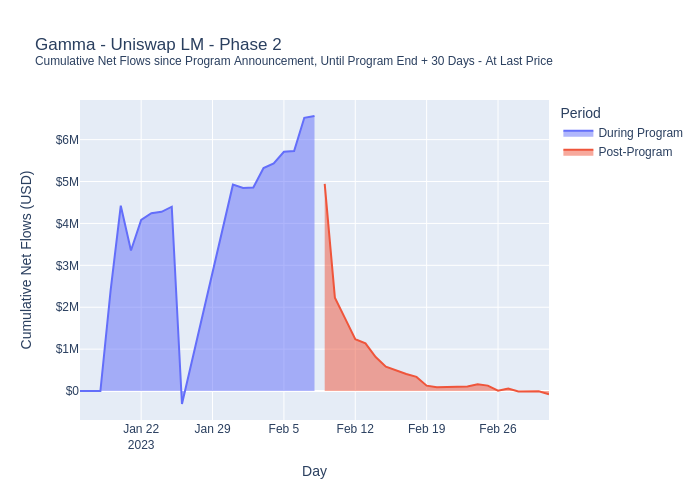 Gamma - Uniswap LM - Phase 2
Cumulative Net Flows since Program Announcement, Until Program End + 30 Days - At Last Price
Period
During Program
Post-Program
Cumulative Net Flows (USD)
$6M
$5M
$4M
$3M
$2M
$1M
$0
Jan 22
2023
Jan 29
Feb 5
Feb 12
Feb 19
Feb 26
Day